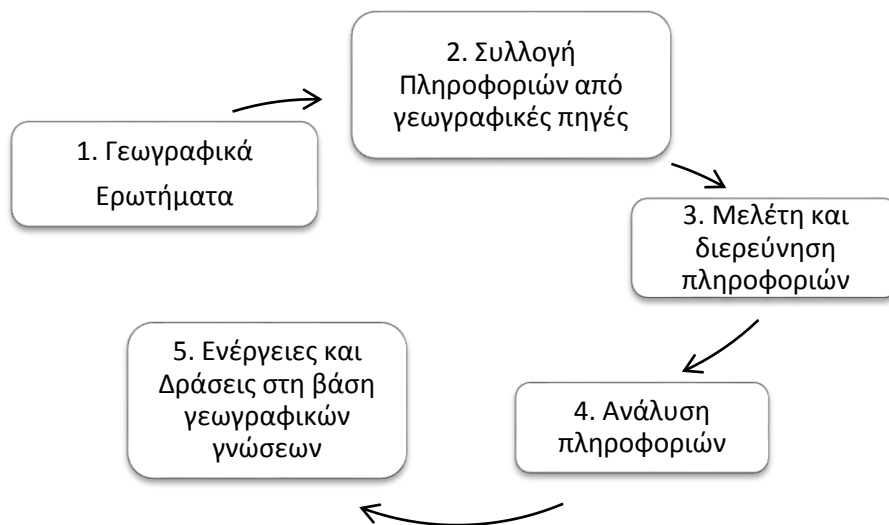 1. Γεωγραφικά
Ερωτήματα
2. Συλλογή
Πληροφοριών από
γεωγραφικές πηγές
3. Μελέτη και
διερεύνηση
πληροφοριών
4. Ανάλυση
πληροφοριών
5. Ενέργειες και
Δράσεις στη βάση
γεωγραφικών
γνώσεων